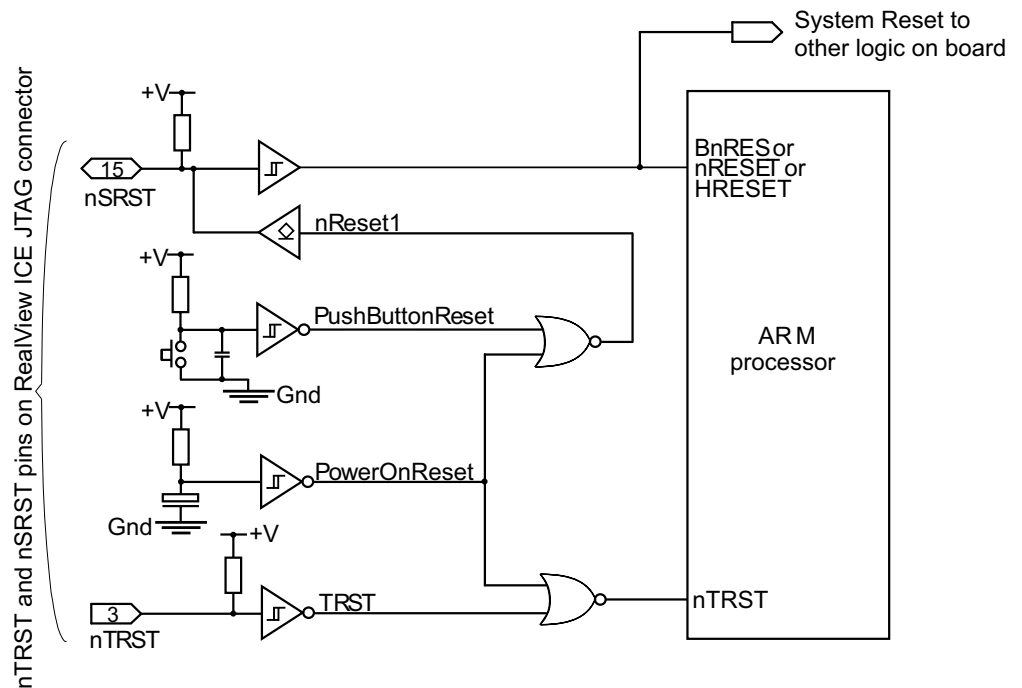 System Reset to
other logic on board
nTRST and nSRST pins on RealView ICE JTAG connector
+V
15
nSRST
BnRES or
nRESET or
HRESET
nReset1
+V
PushButtonReset
Gnd
ARM
processor
+V
PowerOnReset
Gnd
+V
TRST
3
nTRST
nTRST